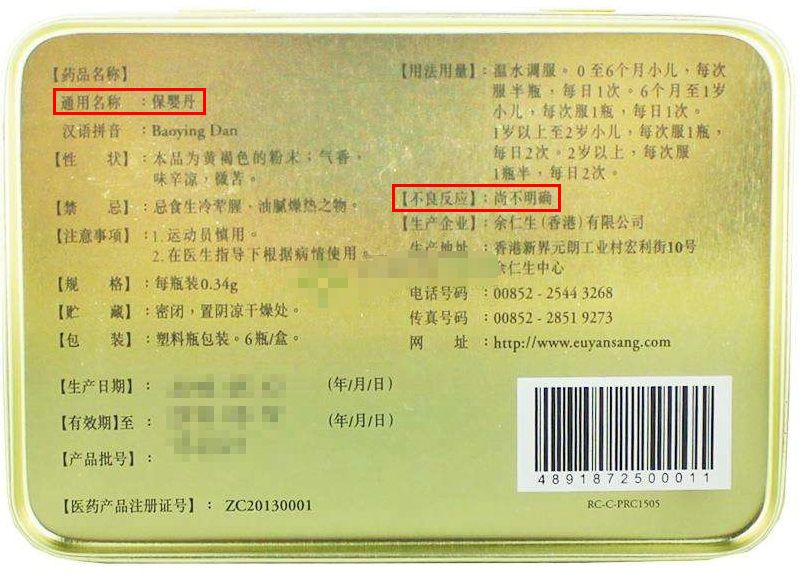 【药品名称】
通用名称 : 保婴丹
汉语拼音 : Baoying Dan
【性 状】: 本品为黄褐色的粉末；气香，
味辛凉，微苦。
【禁 忌】: 忌食生冷荤腥、油腻燥热之物。
【注意事项】: 1. 运动员慎用。
2. 在医生指导下根据病情使用。
【规 格】: 每瓶装0.34g
【贮 藏】: 密闭，置阴凉干燥处。
【包 装】: 塑料瓶包装。6瓶/盒。
【生产日期】: (年/月/日)
【有效期】至 : (年/月/日)
【产品批号】:
【医药产品注册证号】: ZC20130001
【用法用量】: 温水调服。0 至6个月小儿，每次
服半瓶，每日1次。6个月至1岁
小儿，每次服1瓶，每日1次。
1岁以上至2岁小儿，每次服1瓶，
每日2次。2岁以上，每次服
1瓶半，每日2次。
【不良反应】: 尚不明确
【生产企业】: 余仁生(香港)有限公司
生产地址 : 香港新界元朗工业村宏利街10号
余仁生中心
电话号码 : 00852 - 2544 3268
传真号码 : 00852 - 2851 9273
网 址 : http://www.euyansang.com
4891872500011
RC-C-PRC1505